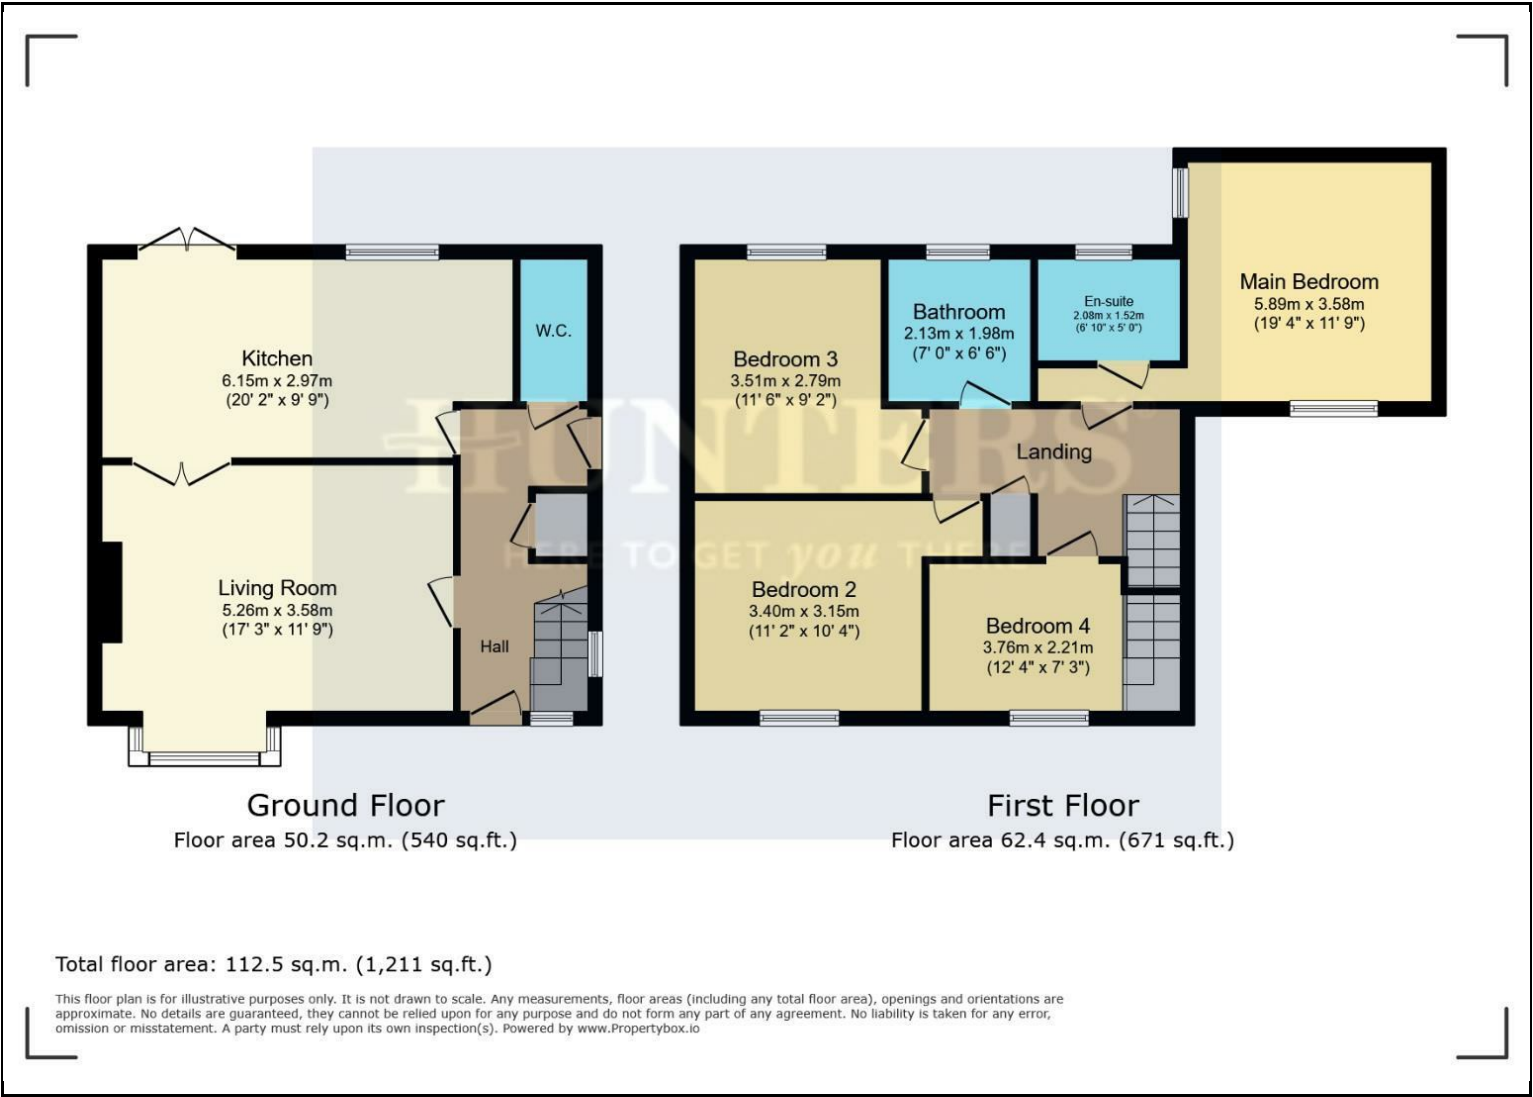 Kitchen
6.15m x 2.97m
(20' 2" x 9' 9")
W.C.
Living Room
5.26m x 3.58m
(17' 3" x 11' 9")
Hall
Bedroom 3
3.51m x 2.79m
(11' 6" x 9' 2")
Bathroom
2.13m x 1.98m
(7' 0" x 6' 6")
En-suite
2.08m x 1.52m
(6' 10" x 5' 0")
Main Bedroom
5.89m x 3.58m
(19' 4" x 11' 9")
Landing
Bedroom 2
3.40m x 3.15m
(11' 2" x 10' 4")
Bedroom 4
3.76m x 2.21m
(12' 4" x 7' 3")
HUNTERS
HERE TO GET you THERE
Ground Floor
Floor area 50.2 sq.m. (540 sq.ft.)
First Floor
Floor area 62.4 sq.m. (671 sq.ft.)
Total floor area: 112.5 sq.m. (1,211 sq.ft.)
This floor plan is for illustrative purposes only. It is not drawn to scale. Any measurements, floor areas (including any total floor area), openings and orientations are
approximate. No details are guaranteed, they cannot be relied upon for any purpose and do not form any part of any agreement. No liability is taken for any error,
omission or misstatement. A party must rely upon its own inspection(s). Powered by www.Propertybox.io